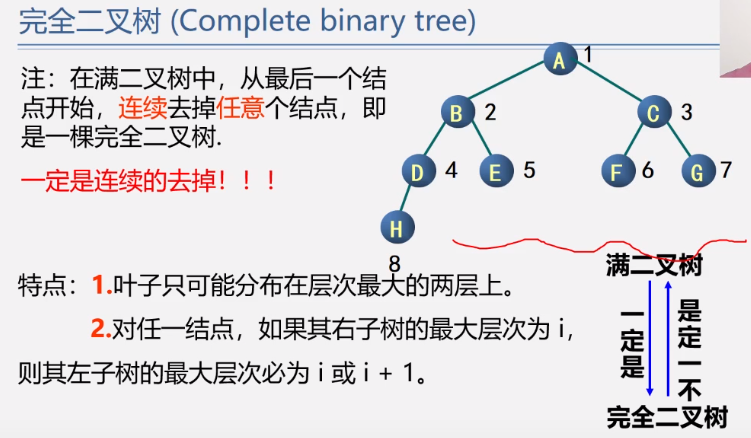 完全二叉树 (Complete binary tree)
注：在满二叉树中，从最后一个结
点开始，连续去掉任意个结点，即
是一棵完全二叉树.
一定是连续的去掉！！！
A 1
B 2
C 3
D 4
E 5
F 6
G 7
H
8
特点：1.叶子只可能分布在层次最大的两层上。
2.对任一结点，如果其右子树的最大层次为 i，
则其左子树的最大层次必为 i 或 i + 1。
满二叉树
一定是
是定一不
完全二叉树